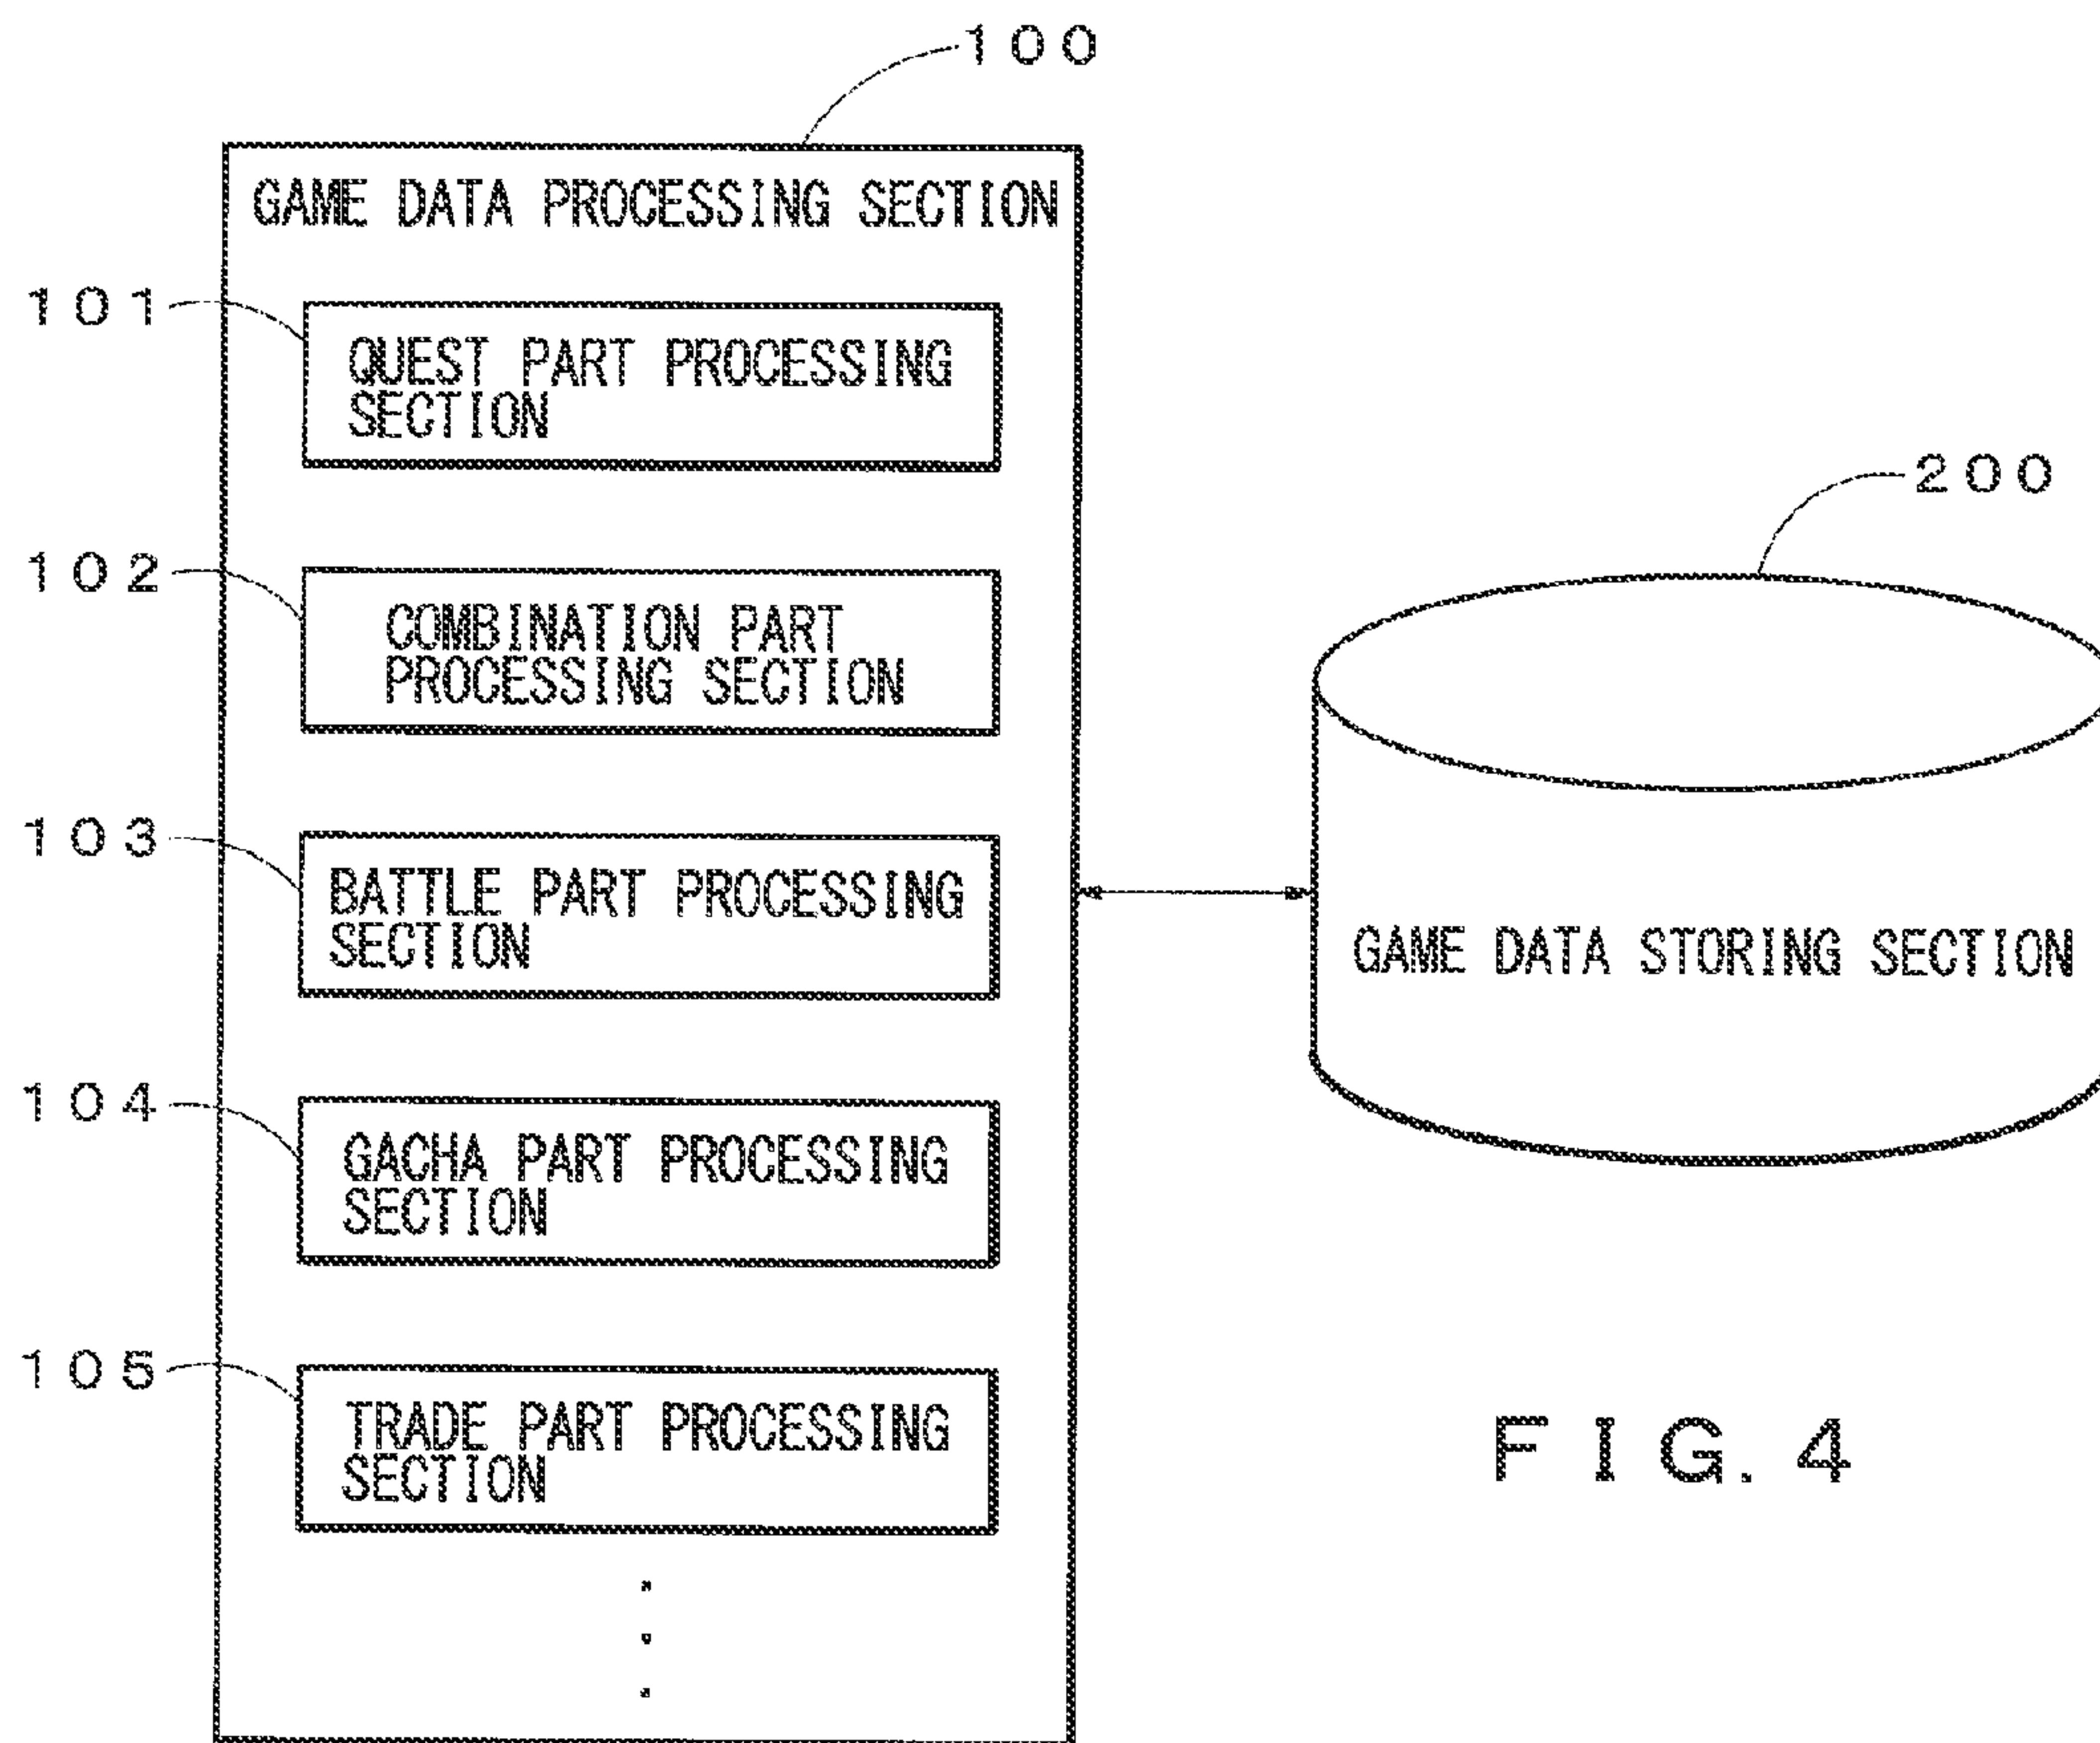 100
GAME DATA PROCESSING SECTION
101
QUEST PART PROCESSING
SECTION
102
COMBINATION PART
PROCESSING SECTION
103
BATTLE PART PROCESSING
SECTION
104
GACHA PART PROCESSING
SECTION
105
TRADE PART PROCESSING
SECTION
200
GAME DATA STORING SECTION
FIG. 4